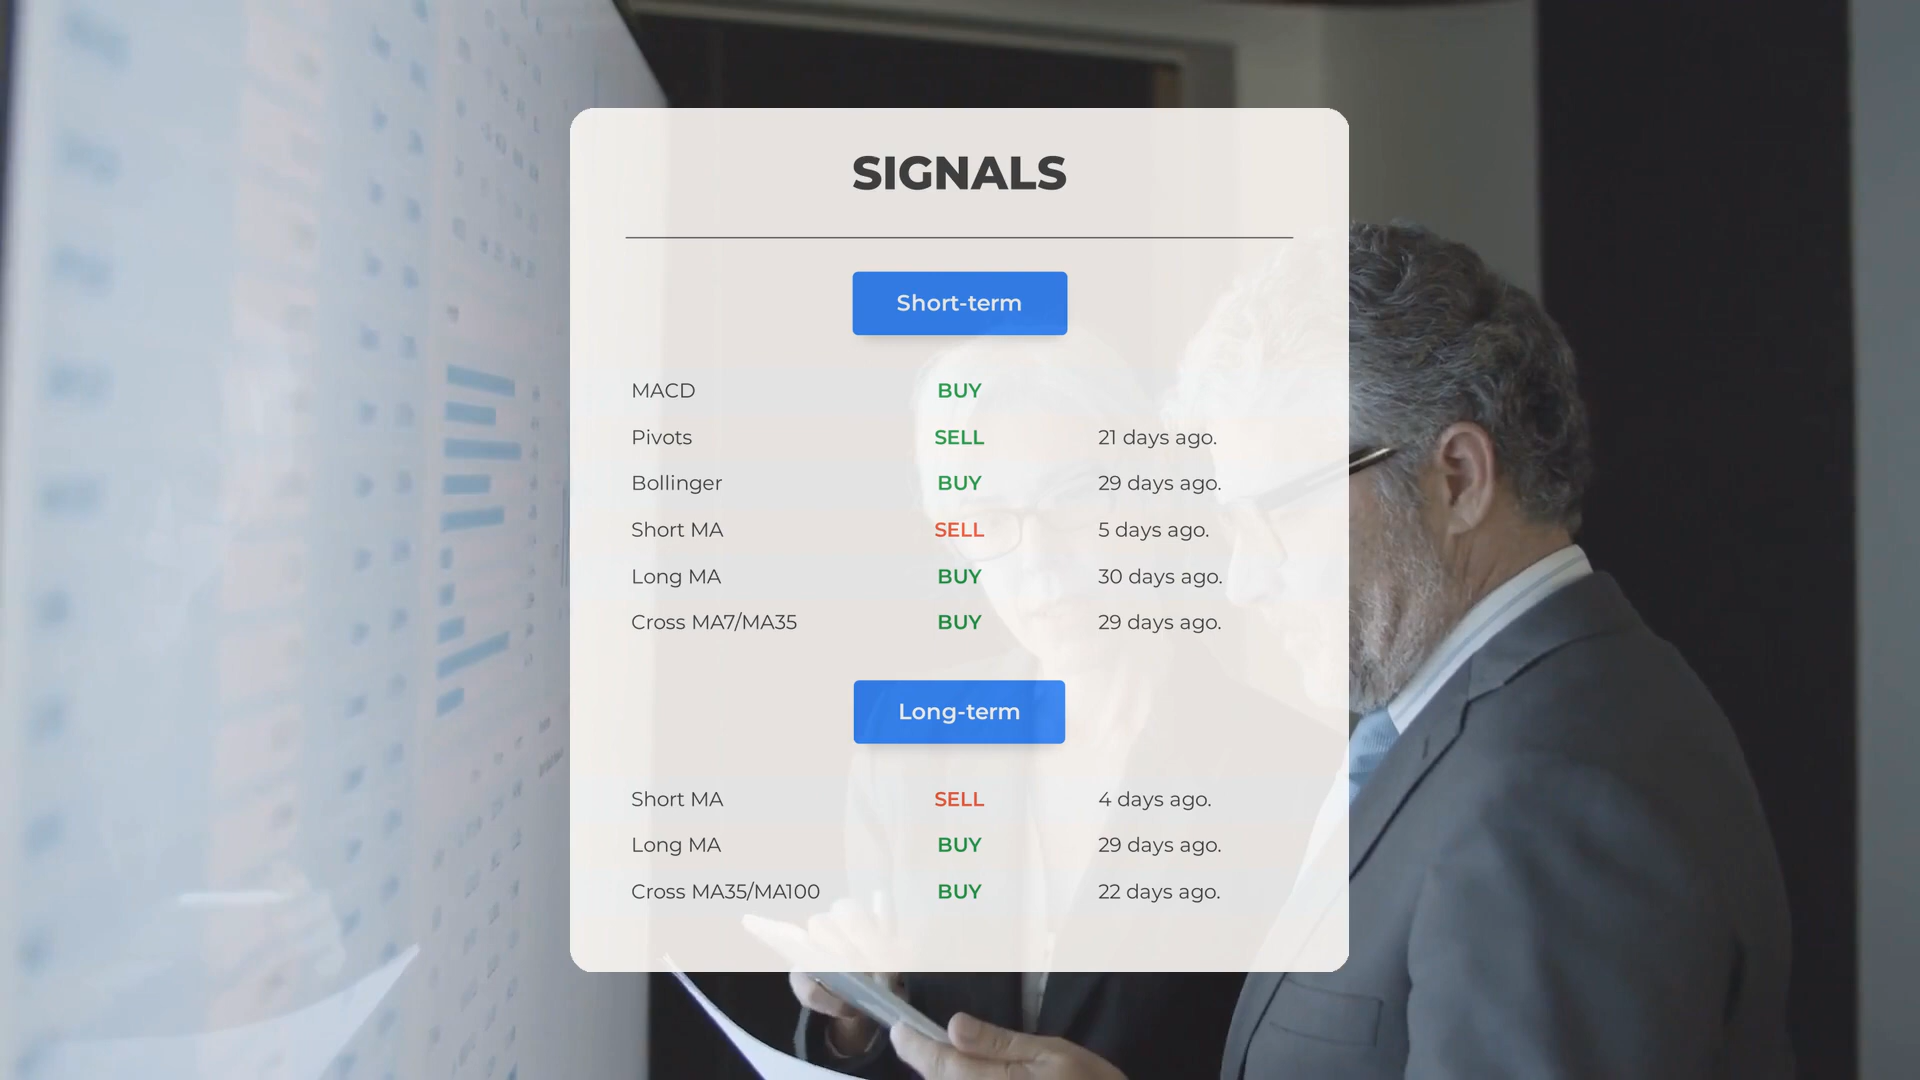 SIGNALS
Short-term
MACD BUY
Pivots SELL 21 days ago.
Bollinger BUY 29 days ago.
Short MA SELL 5 days ago.
Long MA BUY 30 days ago.
Cross MA7/MA35 BUY 29 days ago.
Long-term
Short MA SELL 4 days ago.
Long MA BUY 29 days ago.
Cross MA35/MA100 BUY 22 days ago.